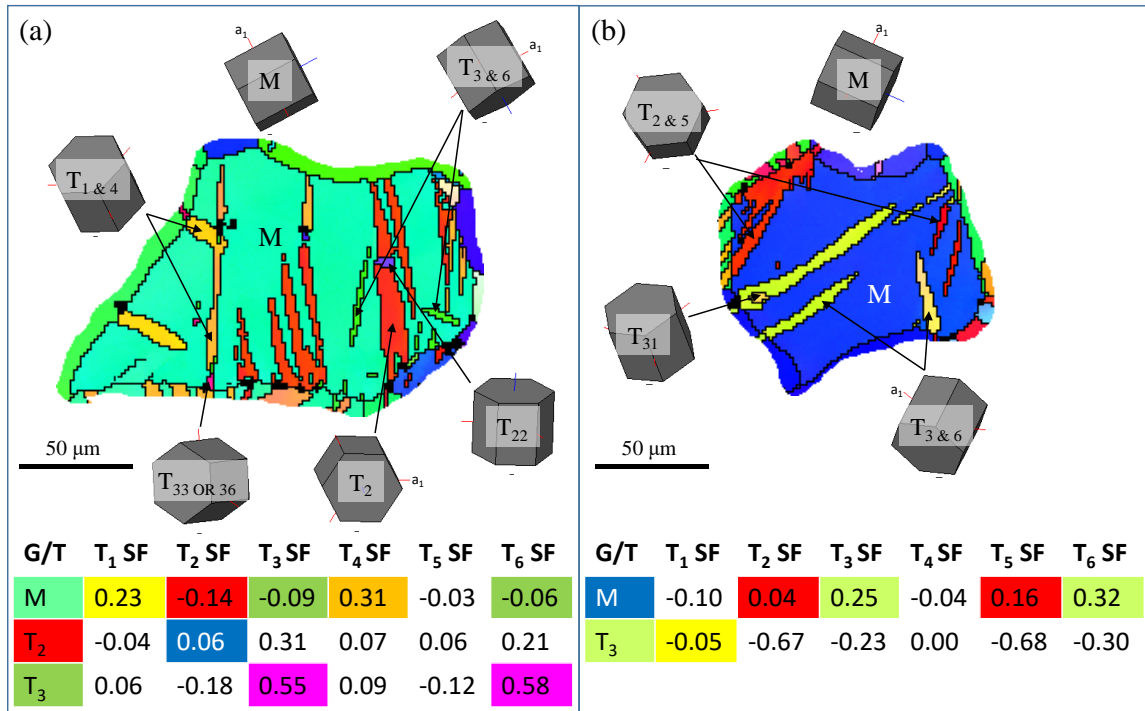 (a)
a₁
M
a₁
T₃ & ₆
T₁ & ₄
M
T₂₂
T₃₃ OR ₃₆
T₂
a₁
50 μm
G/T T₁ SF T₂ SF T₃ SF T₄ SF T₅ SF T₆ SF
M 0.23 -0.14 -0.09 0.31 -0.03 -0.06
T₂ -0.04 0.06 0.31 0.07 0.06 0.21
T₃ 0.06 -0.18 0.55 0.09 -0.12 0.58
(b)
a₁
M
T₂ & ₅
M
T₃₁
a₁
T₃ & ₆
50 μm
G/T T₁ SF T₂ SF T₃ SF T₄ SF T₅ SF T₆ SF
M -0.10 0.04 0.25 -0.04 0.16 0.32
T₃ -0.05 -0.67 -0.23 0.00 -0.68 -0.30